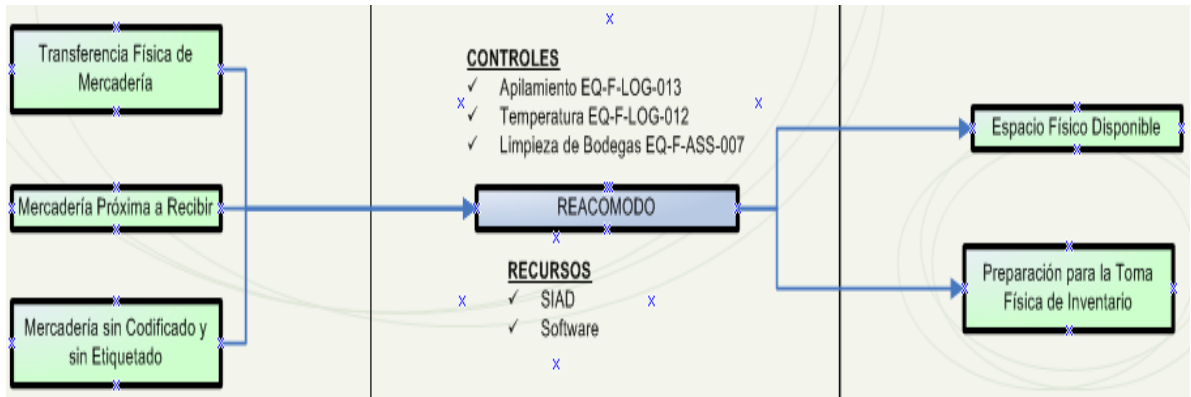 Transferencia Física de
Mercadería
Mercadería Próxima a Recibir
Mercaderia sin Codificado y
sin Etiquetado
CONTROLES
✓ Apilamiento EQ-F-LOG-013
✓ Temperatura EQ-F-LOG-012
✓ Limpieza de Bodegas EQ-F-ASS-007
REACOMODO
RECURSOS
✓ SIAD
✓ Software
Espacio Físico Disponible
Preparación para la Toma
Física de Inventario